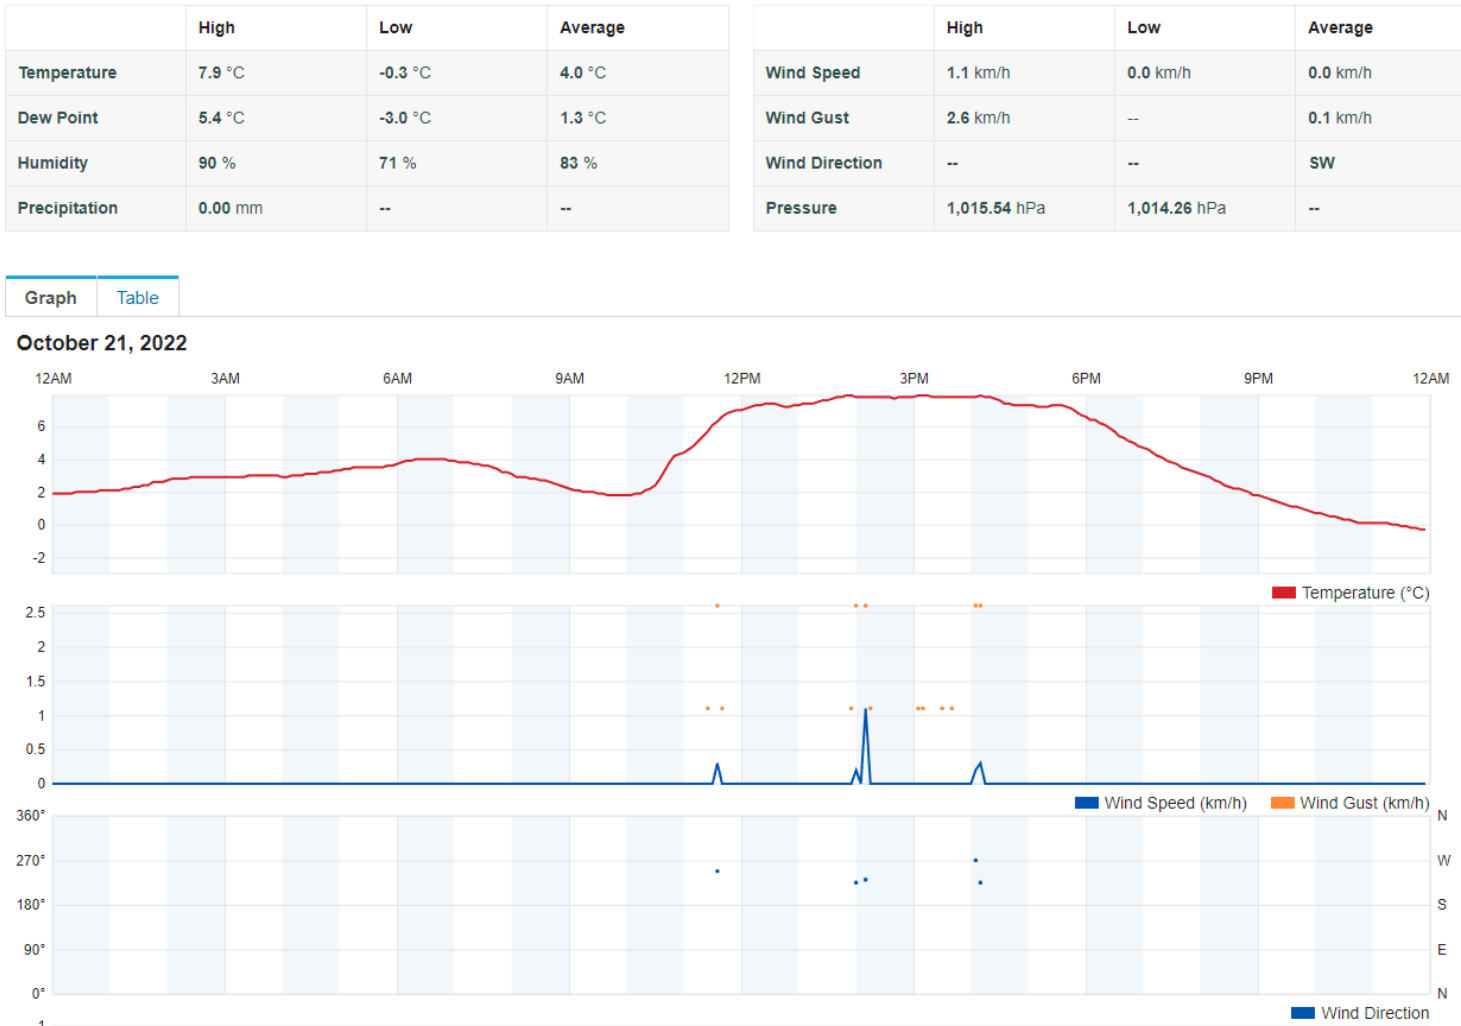 High Low Average
Temperature 7.9 °C -0.3 °C 4.0 °C
Dew Point 5.4 °C -3.0 °C 1.3 °C
Humidity 90 % 71 % 83 %
Precipitation 0.00 mm -- --
High Low Average
Wind Speed 1.1 km/h 0.0 km/h 0.0 km/h
Wind Gust 2.6 km/h -- 0.1 km/h
Wind Direction -- -- SW
Pressure 1,015.54 hPa 1,014.26 hPa --
Graph Table
October 21, 2022
12AM 3AM 6AM 9AM 12PM 3PM 6PM 9PM 12AM
6
4
2
0
-2
Temperature (°C)
2.5
2
1.5
1
0.5
0
Wind Speed (km/h) Wind Gust (km/h)
360° N
270° W
180° S
90° E
0° N
Wind Direction
1